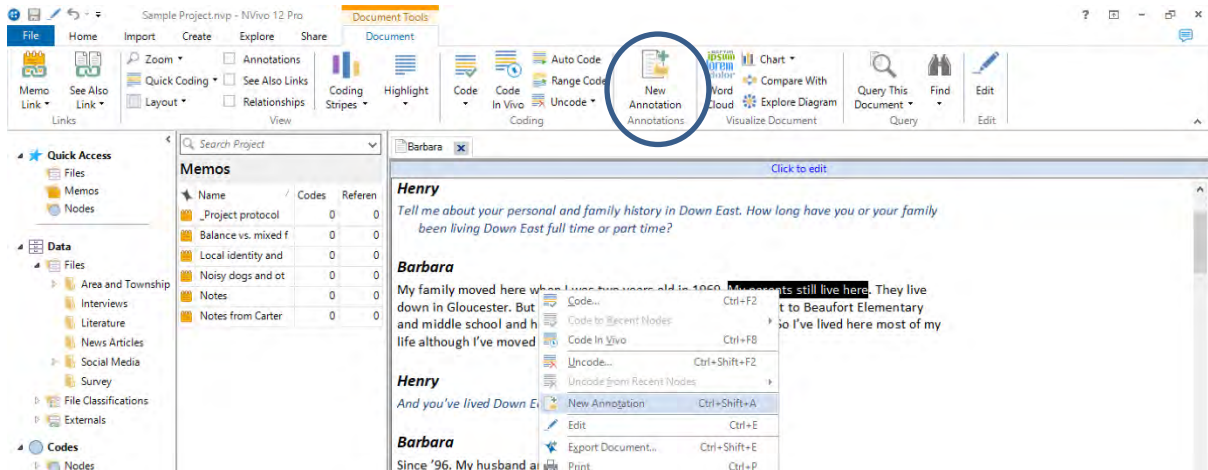 Sample Project.nvp - NVivo 12 Pro
Document Tools
File Home Import Create Explore Share Document
Memo Link
See Also Link
Links
Zoom
Quick Coding
Layout
Annotations
See Also Links
Relationships
View
Coding Stripes
Highlight
Code
Code In Vivo
Auto Code
Range Code
Uncode
Coding
New Annotation
Annotations
Word Cloud
Chart
Compare With
Explore Diagram
Visualize Document
Query This Document
Find
Query
Edit
Edit
Quick Access
Files
Memos
Nodes
Data
Files
Area and Township
Interviews
Literature
News Articles
Social Media
Survey
File Classifications
Externals
Codes
Nodes
Search Project
Memos
Name Codes Referen
_Project protocol 0 0
Balance vs. mixed f 0 0
Local identity and 0 0
Noisy dogs and ot 0 0
Notes 0 0
Notes from Carter 0 0
Barbara
Click to edit
Henry
Tell me about your personal and family history in Down East. How long have you or your family
been living Down East full time or part time?
Barbara
My family moved here when I was two years old in 1969. My parents still live here. They live
down in Gloucester. But t to Beaufort Elementary
and middle school and h So I've lived here most of my
life although I've moved
Henry
And you've lived Down E
Barbara
Since '96. My husband a
Code... Ctrl+F2
Code to Recent Nodes
Code In Vivo Ctrl+F8
Uncode... Ctrl+Shift+F2
Uncode from Recent Nodes
New Annotation Ctrl+Shift+A
Edit Ctrl+E
Export Document... Ctrl+Shift+E
Print Ctrl+P